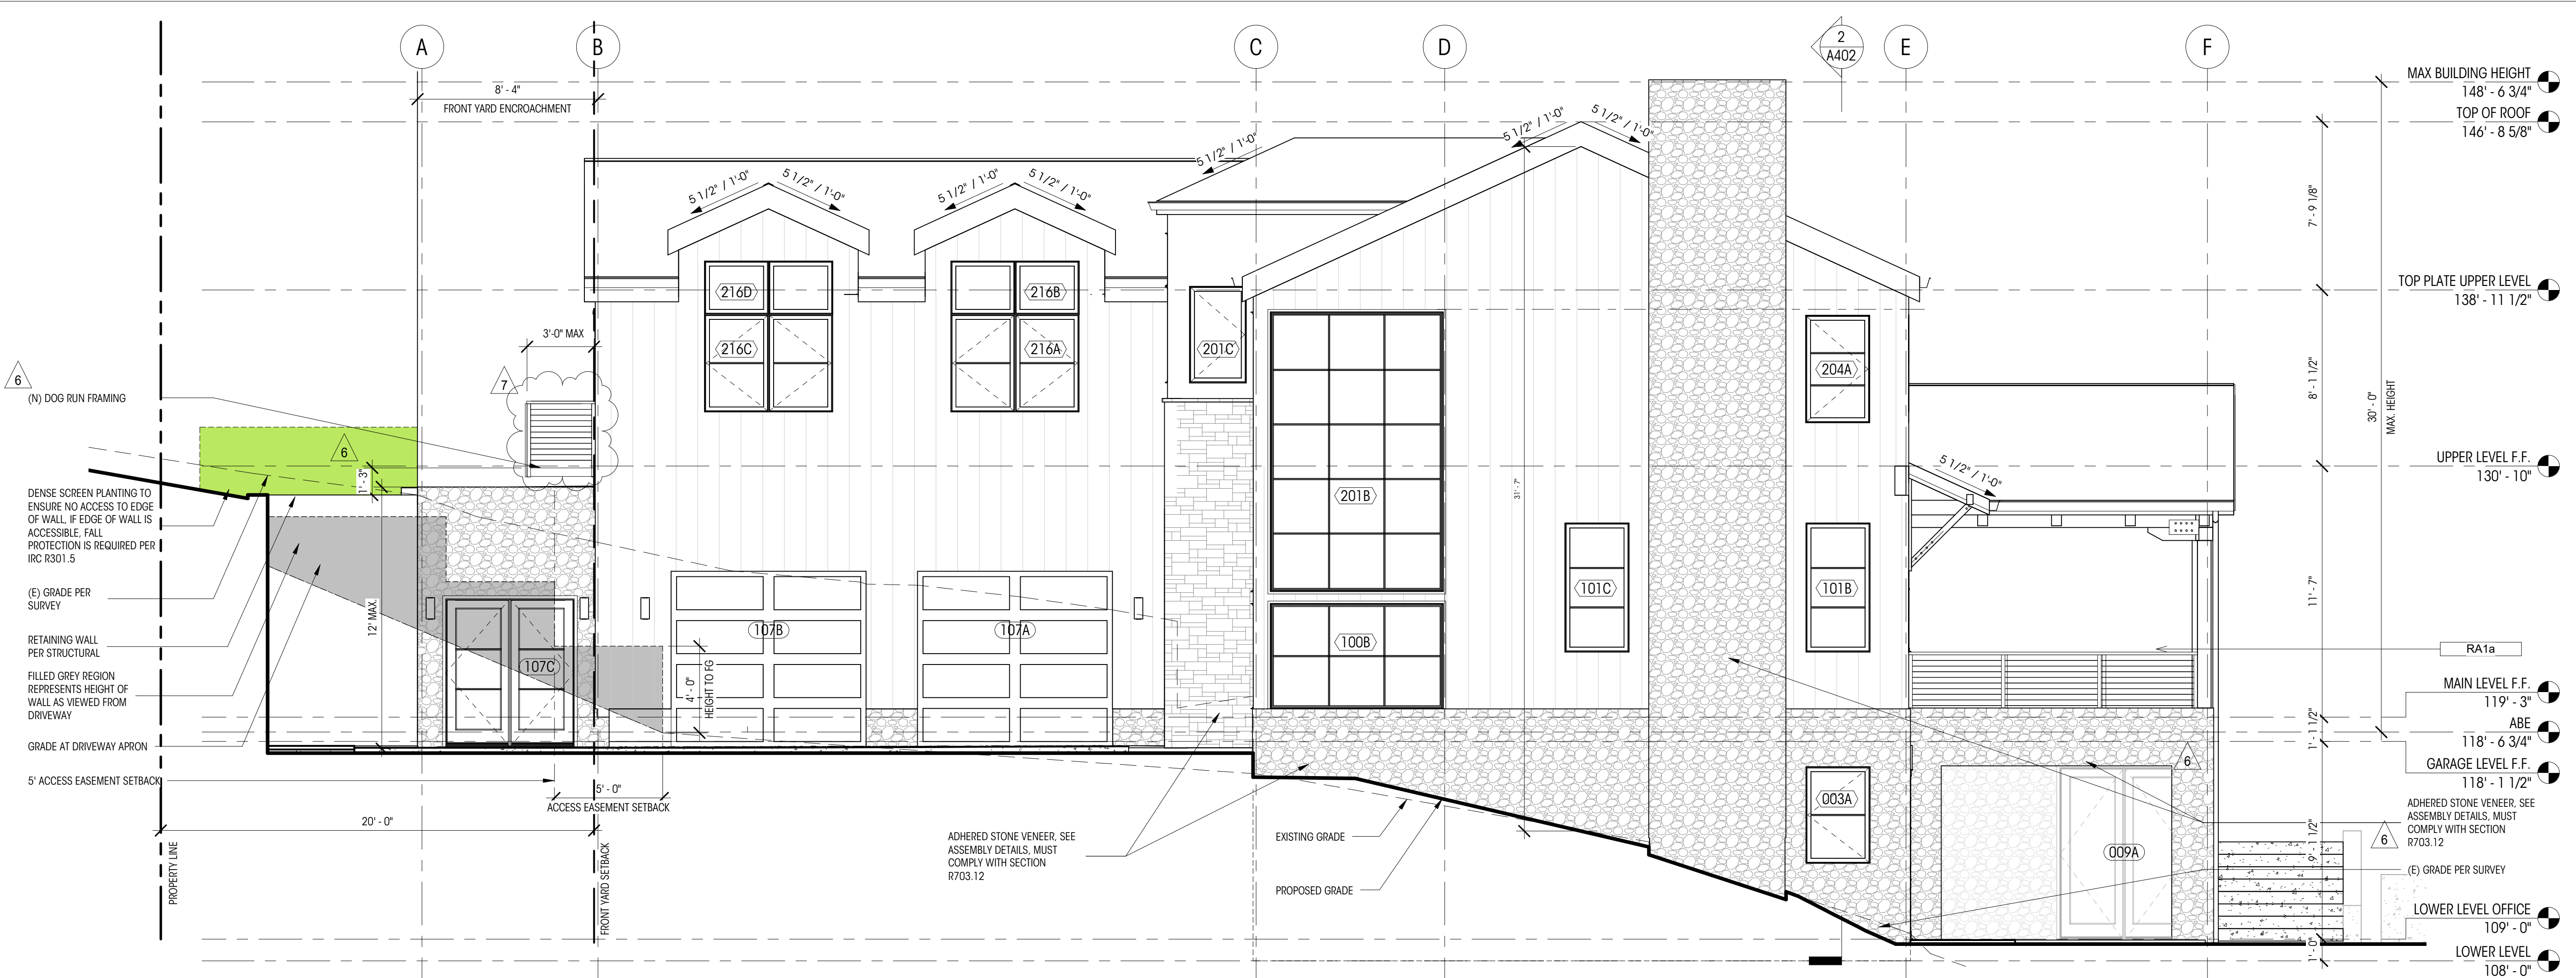 A
B
C
D
2
A402
E
F
8' - 4"
FRONT YARD ENCROACHMENT
MAX BUILDING HEIGHT
148' - 6 3/4"
TOP OF ROOF
146' - 8 5/8"
5 1/2" / 1'-0"
5 1/2" / 1'-0"
5 1/2" / 1'-0"
5 1/2" / 1'-0"
5 1/2" / 1'-0"
5 1/2" / 1'-0"
5 1/2" / 1'-0"
7' - 9 1/8"
TOP PLATE UPPER LEVEL
138' - 11 1/2"
216D
216B
216C
216A
201C
204A
3'-0" MAX
8' - 1 1/2"
30' - 0"
MAX. HEIGHT
6
7
(N) DOG RUN FRAMING
6
1' - 3"
UPPER LEVEL F.F.
130' - 10"
5 1/2" / 1'-0"
DENSE SCREEN PLANTING TO
ENSURE NO ACCESS TO EDGE
OF WALL, IF EDGE OF WALL IS
ACCESSIBLE, FALL
PROTECTION IS REQUIRED PER
IRC R301.5
31' - 7"
201B
101C
101B
11' - 7"
(E) GRADE PER
SURVEY
12' MAX.
107B
107A
107C
100B
RA1a
RETAINING WALL
PER STRUCTURAL
FILLED GREY REGION
REPRESENTS HEIGHT OF
WALL AS VIEWED FROM
DRIVEWAY
4' - 0"
HEIGHT TO FG
MAIN LEVEL F.F.
119' - 3"
1' - 1 1/2"
ABE
118' - 6 3/4"
GRADE AT DRIVEWAY APRON
GARAGE LEVEL F.F.
118' - 1 1/2"
6
5' ACCESS EASEMENT SETBACK
5' - 0"
ACCESS EASEMENT SETBACK
20' - 0"
PROPERTY LINE
FRONT YARD SETBACK
003A
ADHERED STONE VENEER, SEE
ASSEMBLY DETAILS, MUST
COMPLY WITH SECTION
R703.12
EXISTING GRADE
PROPOSED GRADE
009A
9' - 1 1/2"
ADHERED STONE VENEER, SEE
ASSEMBLY DETAILS, MUST
COMPLY WITH SECTION
R703.12
6
(E) GRADE PER SURVEY
LOWER LEVEL OFFICE
109' - 0"
1' - 0"
LOWER LEVEL
108' - 0"